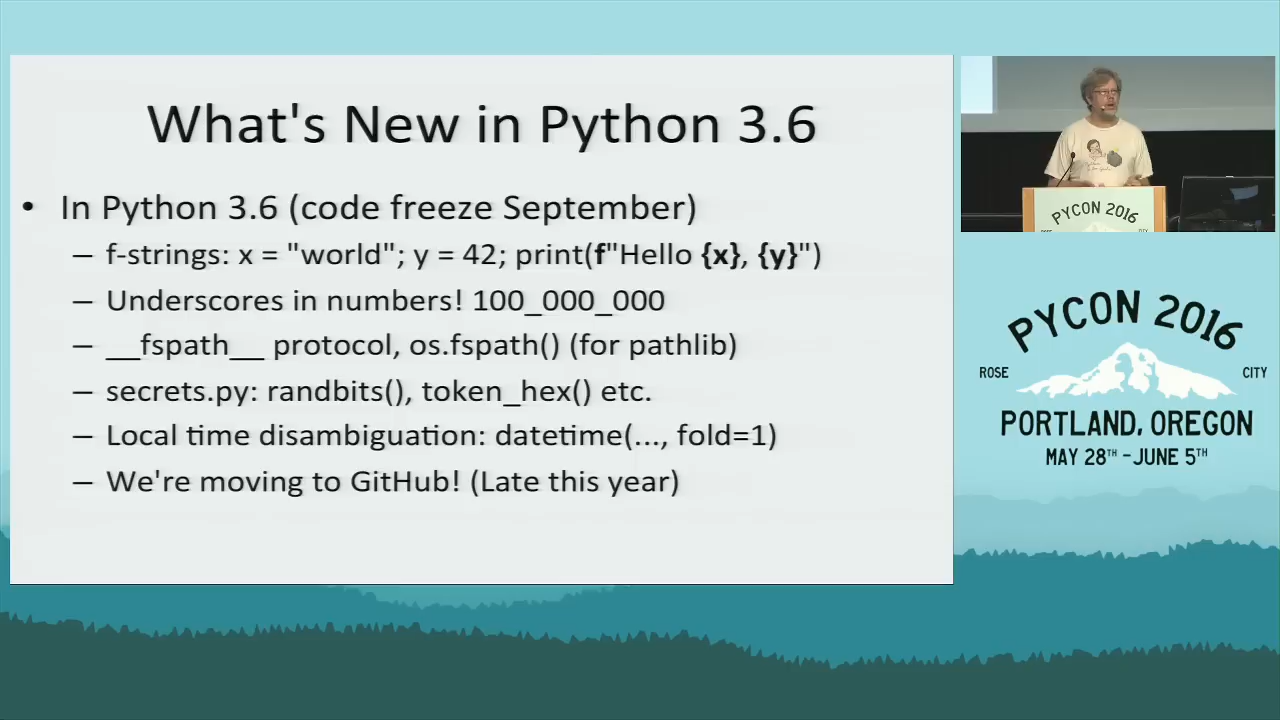 What's New in Python 3.6
• In Python 3.6 (code freeze September)
– f-strings: x = "world"; y = 42; print(f"Hello {x}, {y}")
– Underscores in numbers! 100_000_000
– __fspath__ protocol, os.fspath() (for pathlib)
– secrets.py: randbits(), token_hex() etc.
– Local time disambiguation: datetime(..., fold=1)
– We're moving to GitHub! (Late this year)
PYCON 2016
PYCON 2016
ROSE CITY
PORTLAND, OREGON
MAY 28TH - JUNE 5TH